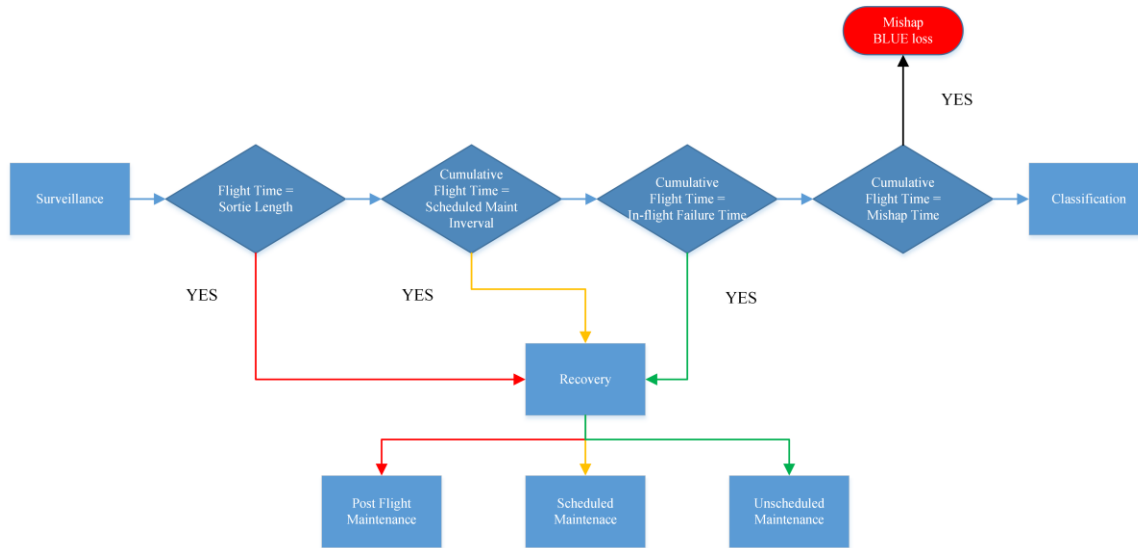 Mishap
BLUE loss
YES
Surveillance
Flight Time =
Sortie Length
Cumulative
Flight Time =
Scheduled Maint
Inverval
Cumulative
Flight Time =
In-flight Failure Time
Cumulative
Flight Time =
Mishap Time
Classification
YES
YES
YES
Recovery
Post Flight
Maintenance
Scheduled
Maintenace
Unscheduled
Maintenance